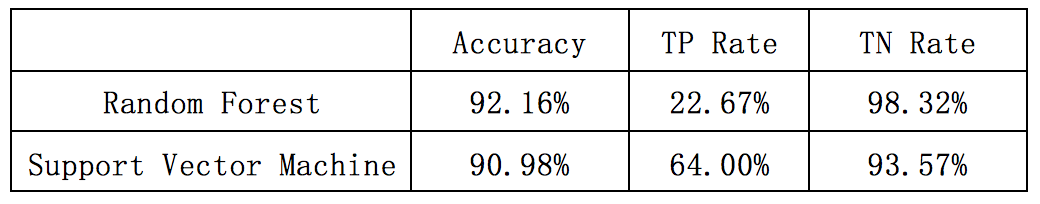 Accuracy TP Rate TN Rate
Random Forest 92.16% 22.67% 98.32%
Support Vector Machine 90.98% 64.00% 93.57%